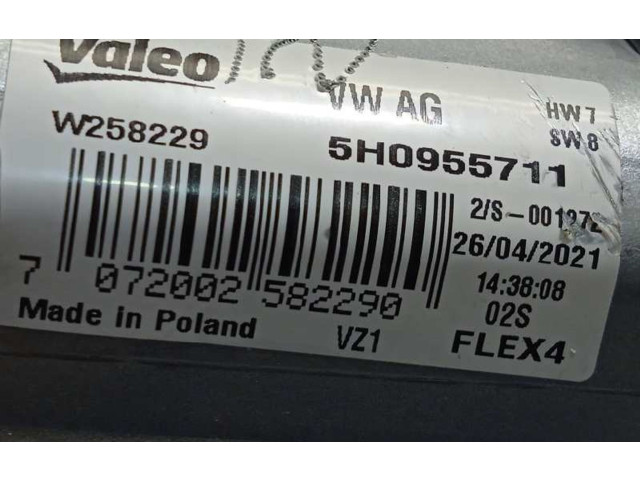 Valeo
VW AG
HW 7
SW 8
W258229
5H0955711
26/04/2021
14:38:08
02S
7 072002 582290
Made in Poland
VZ1
FLEX4